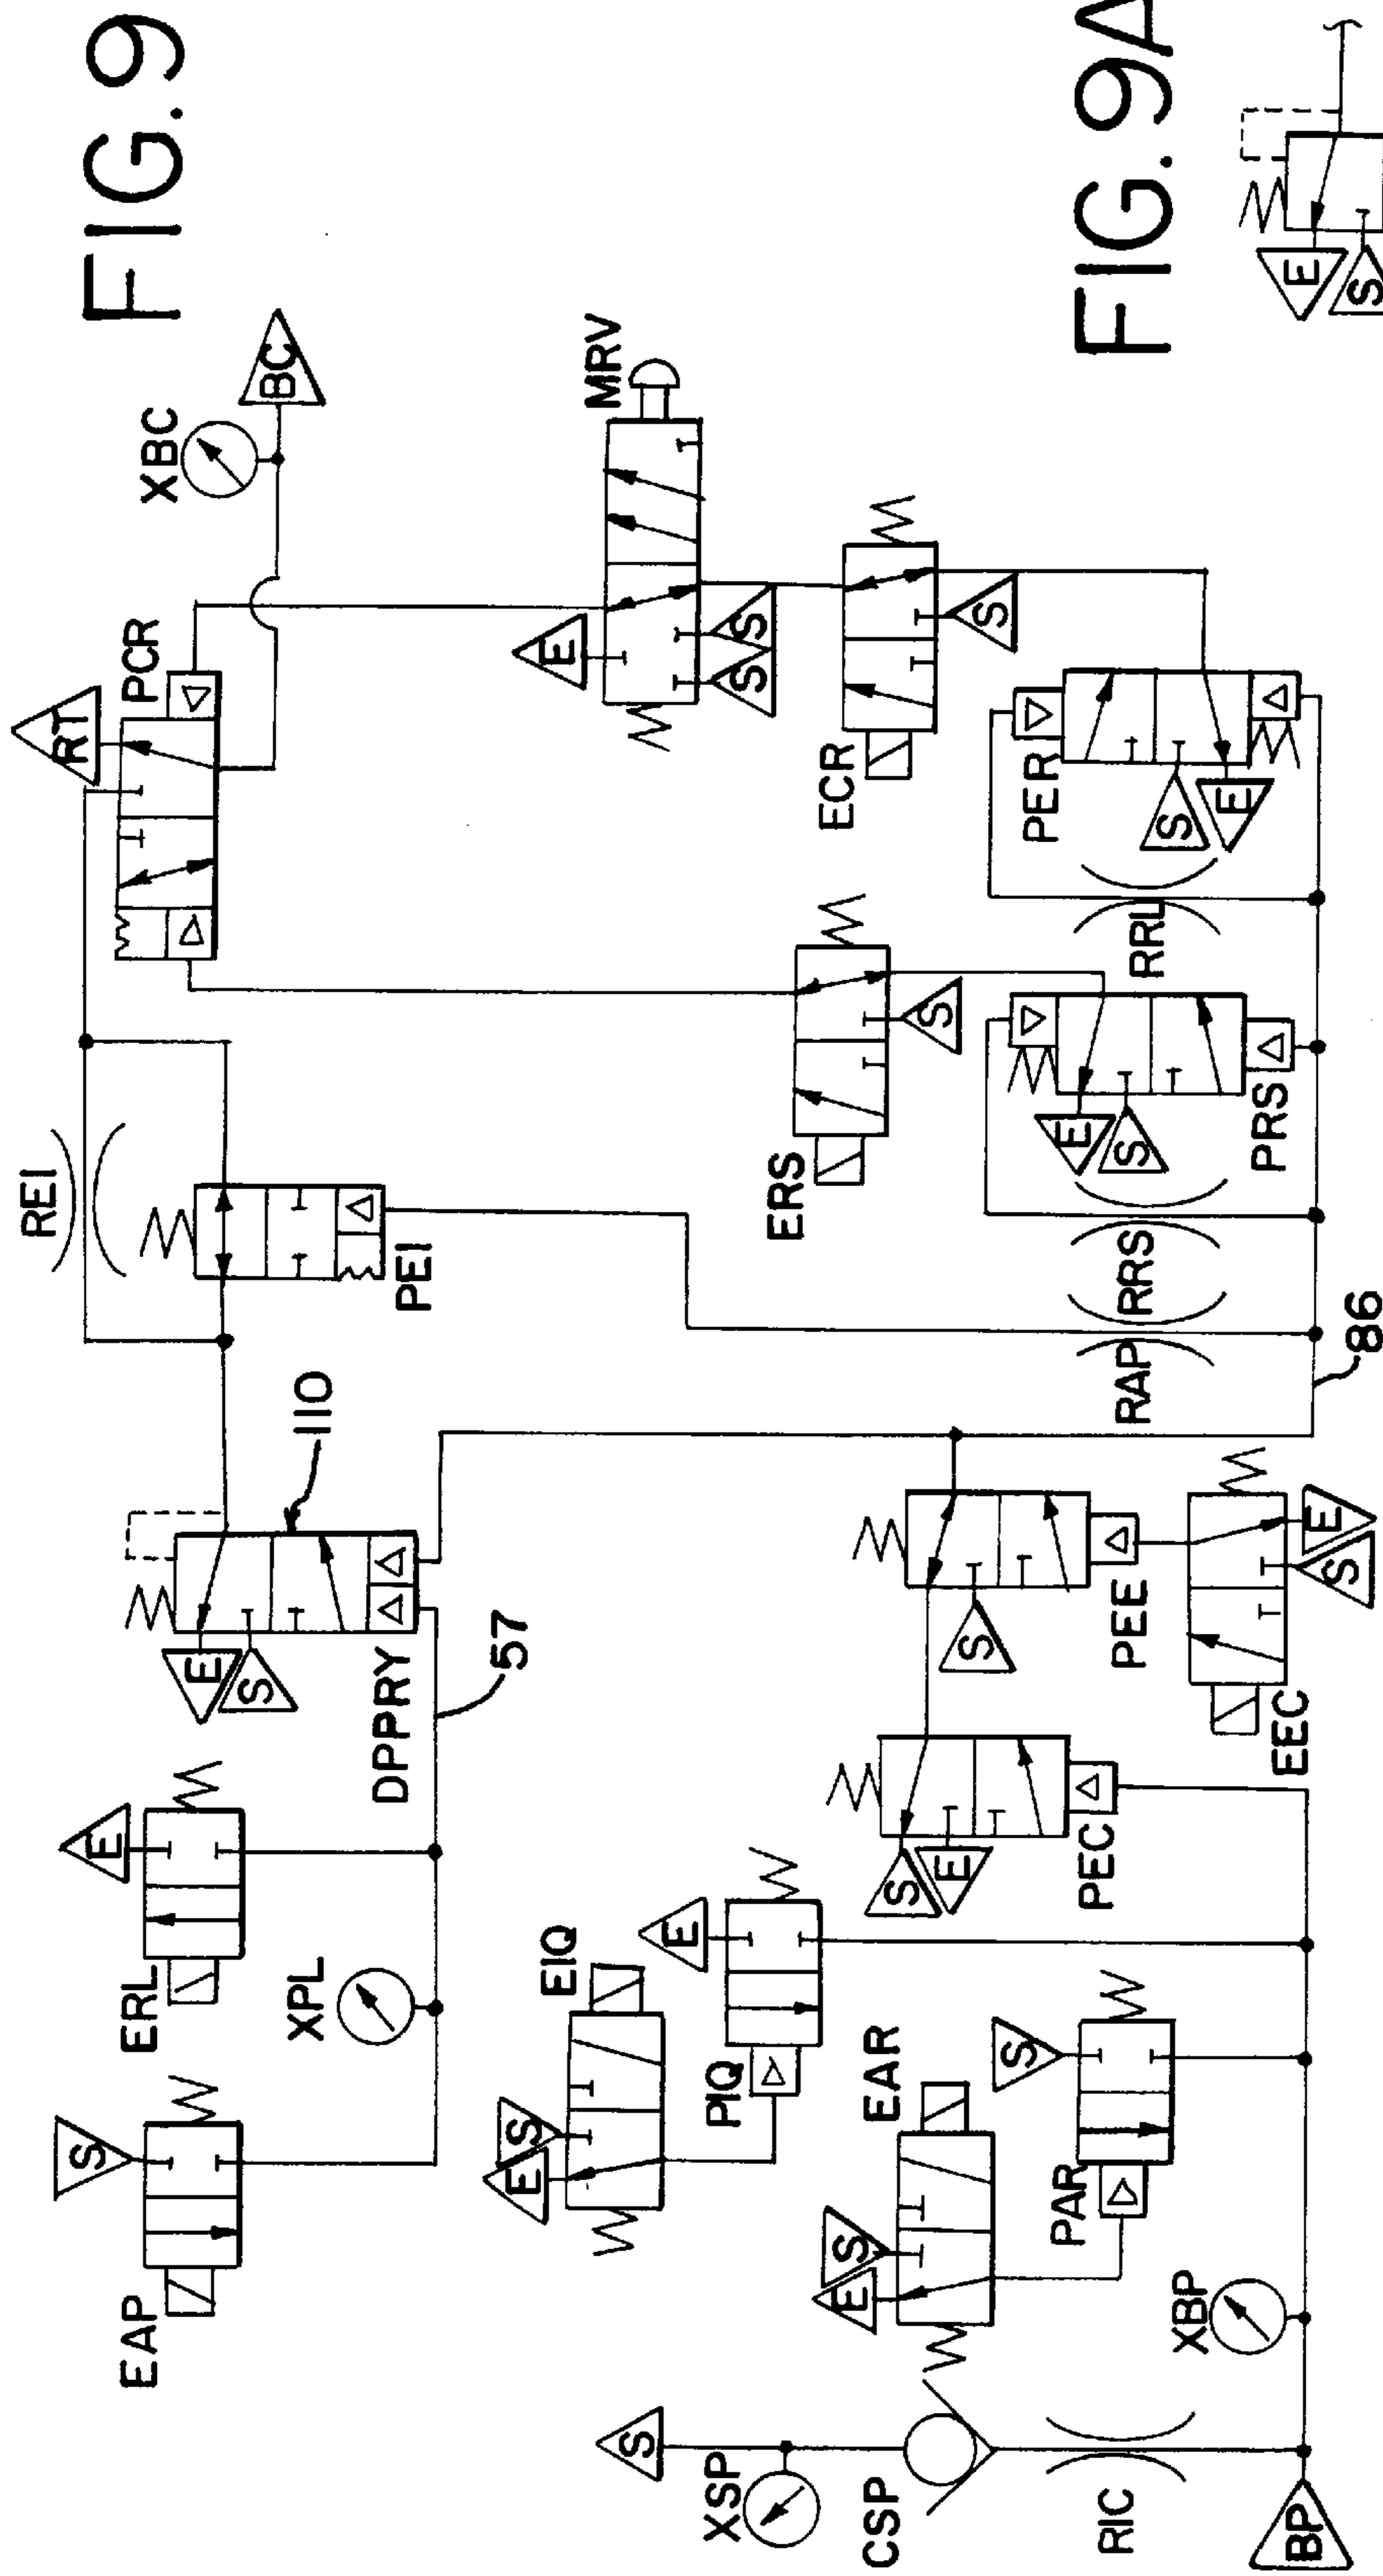 FIG. 9
REI
RT
PCR
XBC
BC
110
E
S
DPPRY
57
PEI
E
ERL
XPL
S
EAP
MRV
E
S
S
ECR
S
ERS
S
PER
S
E
RRL
E
S
PRS
RRS
RAP
86
S
PEE
E
S
EEC
S
E
PEC
EIQ
S
E
E
PIQ
EAR
S
E
S
PAR
XBP
S
XSP
CSP
RIC
BP
FIG. 9A
E
S